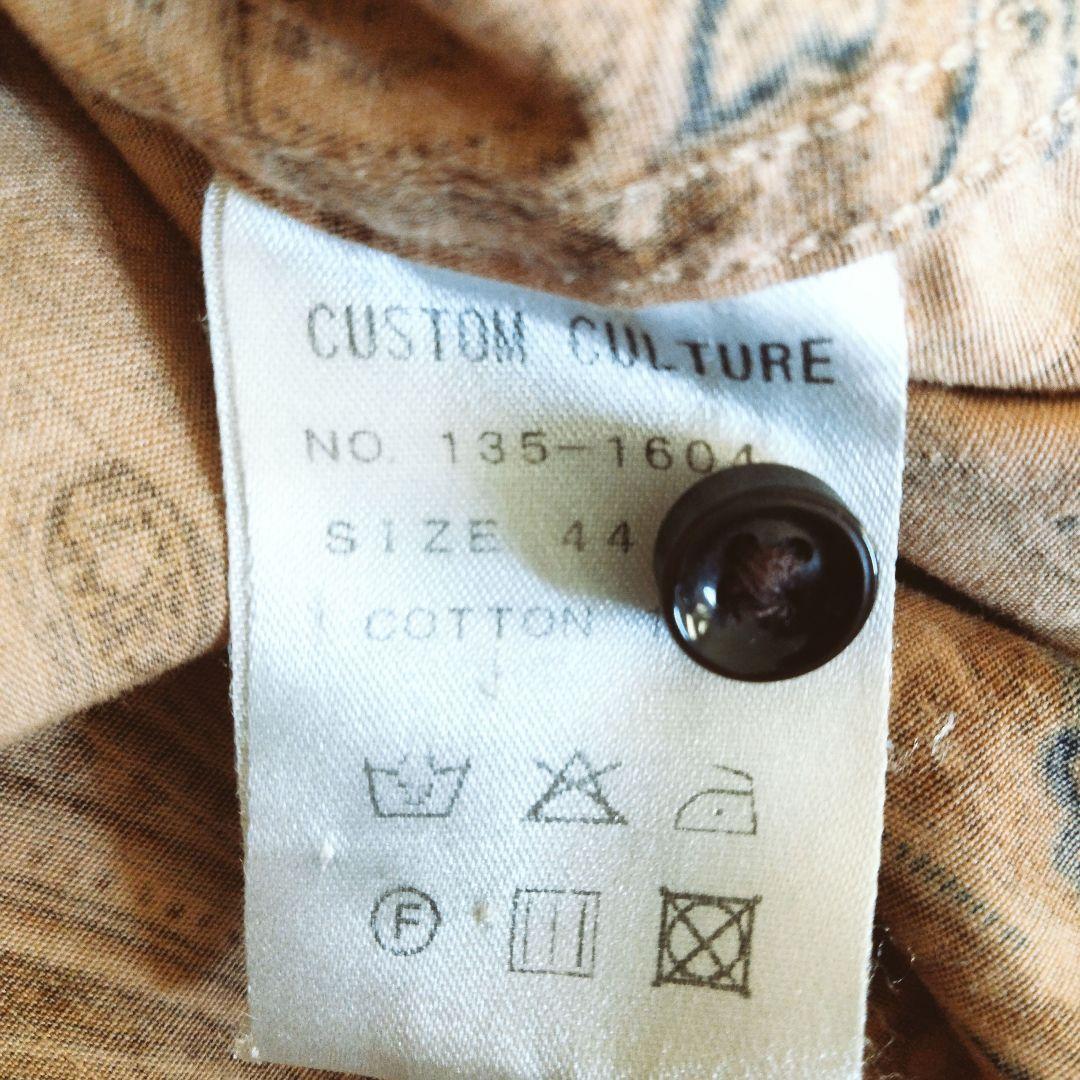 CUSTOM CULTURE
NO. 135-1604
SIZE 44
COTTON
F